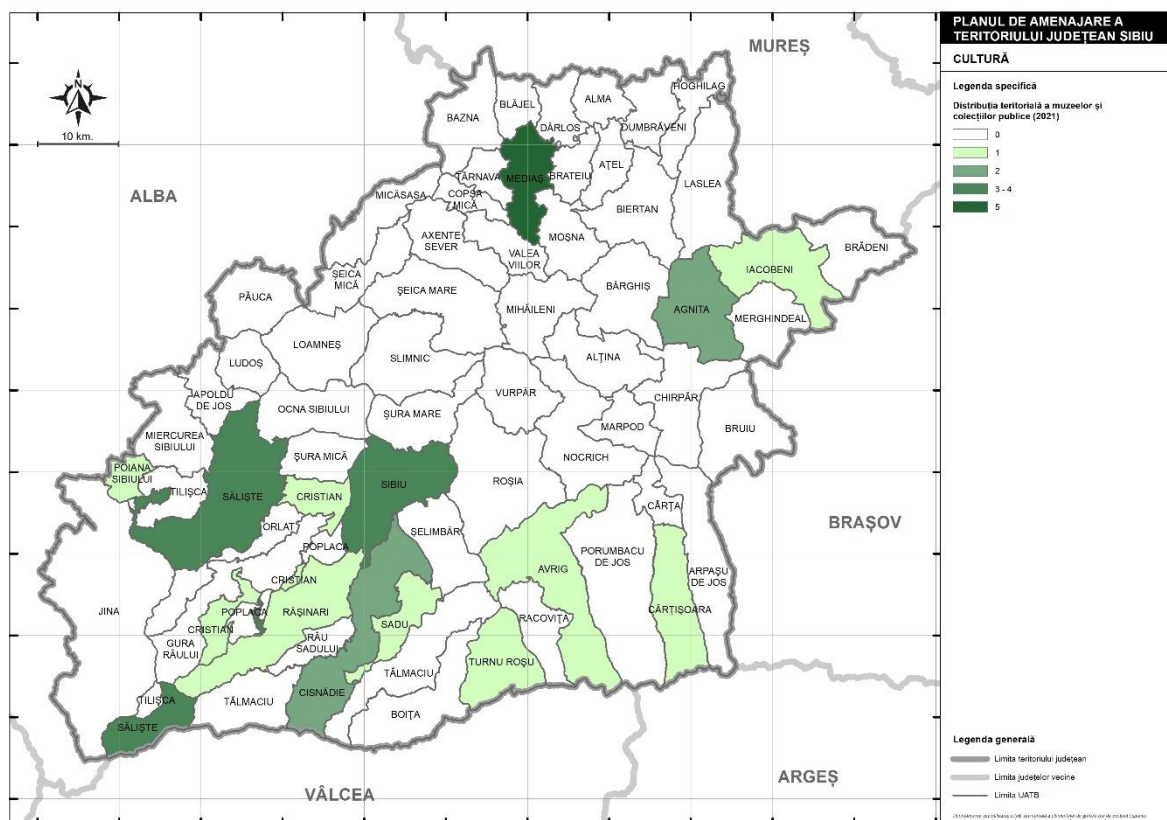 PLANUL DE AMENAJARE A
TERITORIULUI JUDEȚEAN SIBIU
CULTURĂ
Legenda specifică
Distribuția teritorială a muzeelor și
colecțiilor publice (2021)
0
1
2
3 - 4
5
N
10 km.
MUREȘ
ALBA
BRAȘOV
ARGEȘ
VÂLCEA
HOGHILAG
BLĂJEL
ALMA
BAZNA
DÂRLOS
DUMBRĂVENI
TÂRNAVA
MEDIAȘ
BRATEIU
AȚEL
LASLEA
MICĂSASA
COPȘA
MICĂ
BIERTAN
AXENTE
SEVER
MOȘNA
BRĂDENI
VALEA
VIILOR
IACOBENI
ȘEICA
MICĂ
ȘEICA MARE
BÂRGHIȘ
PĂUCA
MIHĂILENI
AGNITA
MERGHINDEAL
LOAMNEȘ
SLIMNIC
ALȚINA
LUDOȘ
APOLDU
DE JOS
VURPĂR
CHIRPĂR
OCNA SIBIULUI
ȘURA MARE
MARPOD
BRUIU
MIERCUREA
SIBIULUI
ȘURA MICĂ
NOCRICH
POIANA
SIBIULUI
TILIȘCA
SĂLIȘTE
CRISTIAN
SIBIU
ROȘIA
CÂRȚA
ORLAT
ȘELIMBĂR
POPLACA
PORUMBACU
DE JOS
AVRIG
ARPAȘU
DE JOS
CRISTIAN
JINA
POPLACA
RĂȘINARI
CÂRȚIȘOARA
CRISTIAN
SADU
RACOVIȚA
GURA
RÂULUI
RÂU
SADULUI
TURNU ROȘU
TĂLMACIU
TILIȘCA
TĂLMACIU
CISNĂDIE
BOIȚA
SĂLIȘTE
Legenda generală
Limita teritoriului județean
Limita județelor vecine
Limita UATB